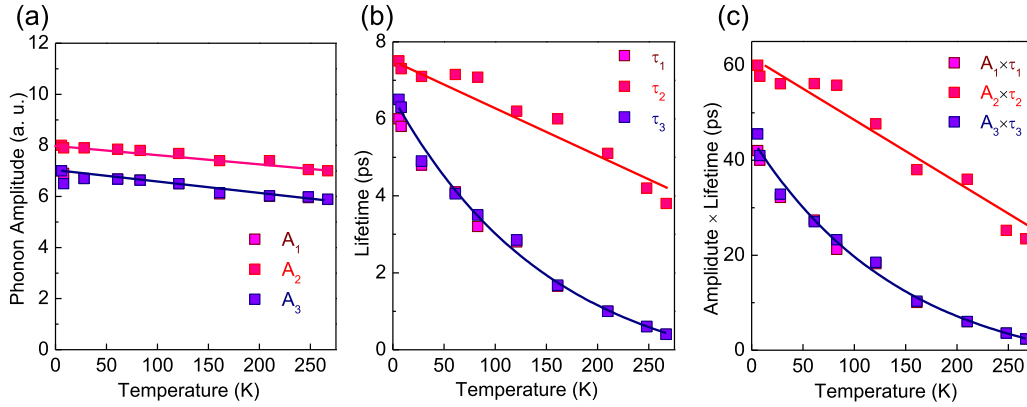 (a)
12
10
8
6
4
2
0
Phonon Amplitude (a. u.)
A₁
A₂
A₃
0 50 100 150 200 250
Temperature (K)
(b)
8
6
4
2
0
Lifetime (ps)
τ₁
τ₂
τ₃
0 50 100 150 200 250
Temperature (K)
(c)
60
40
20
0
Amplidute × Lifetime (ps)
A₁×τ₁
A₂×τ₂
A₃×τ₃
0 50 100 150 200 250
Temperature (K)